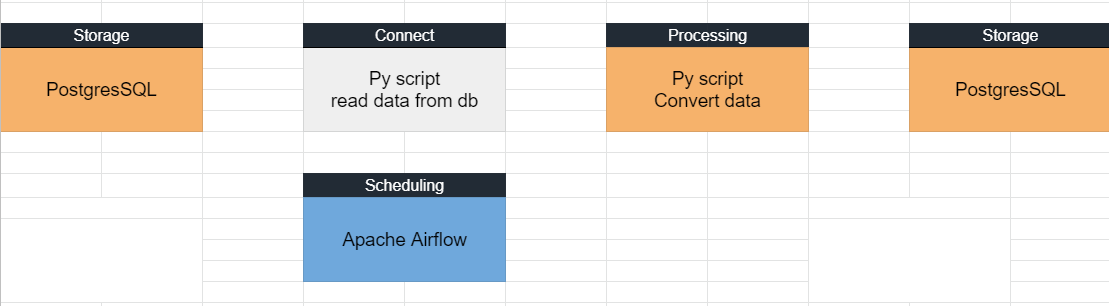 Storage
PostgresSQL
Connect
Py script
read data from db
Processing
Py script
Convert data
Storage
PostgresSQL
Scheduling
Apache Airflow